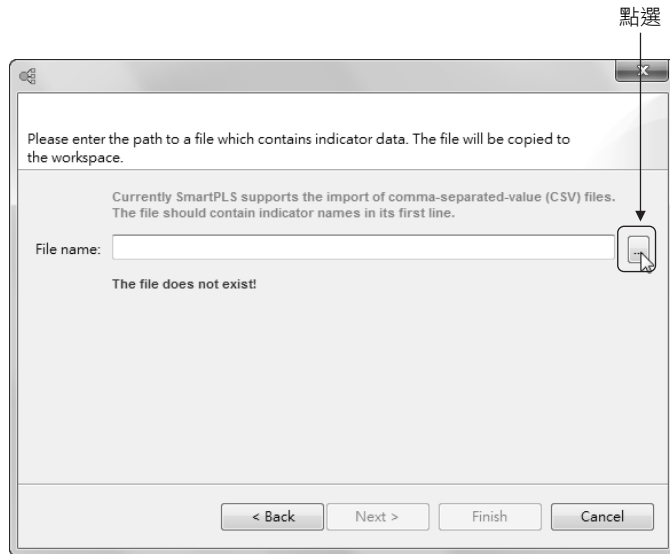 點選
Please enter the path to a file which contains indicator data. The file will be copied to
the workspace.
Currently SmartPLS supports the import of comma-separated-value (CSV) files.
The file should contain indicator names in its first line.
File name:
...
The file does not exist!
< Back Next > Finish Cancel